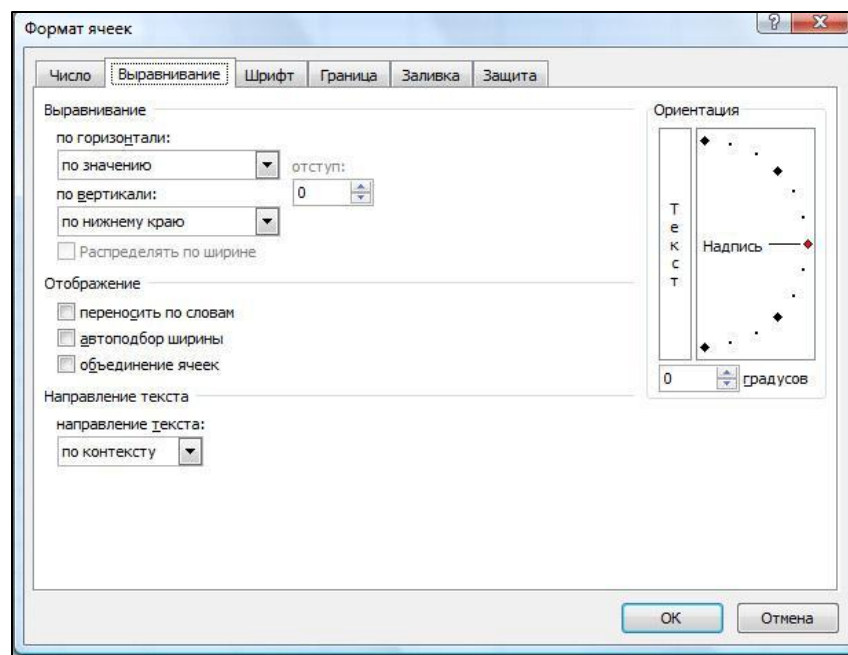 Формат ячеек
Число Выравнивание Шрифт Граница Заливка Защита
Выравнивание
по горизонтали:
по значению
отступ:
по вертикали:
0
по нижнему краю
Распределять по ширине
Отображение
переносить по словам
автоподбор ширины
объединение ячеек
Направление текста
направление текста:
по контексту
Ориентация
Текст
Надпись
0 градусов
ОК Отмена